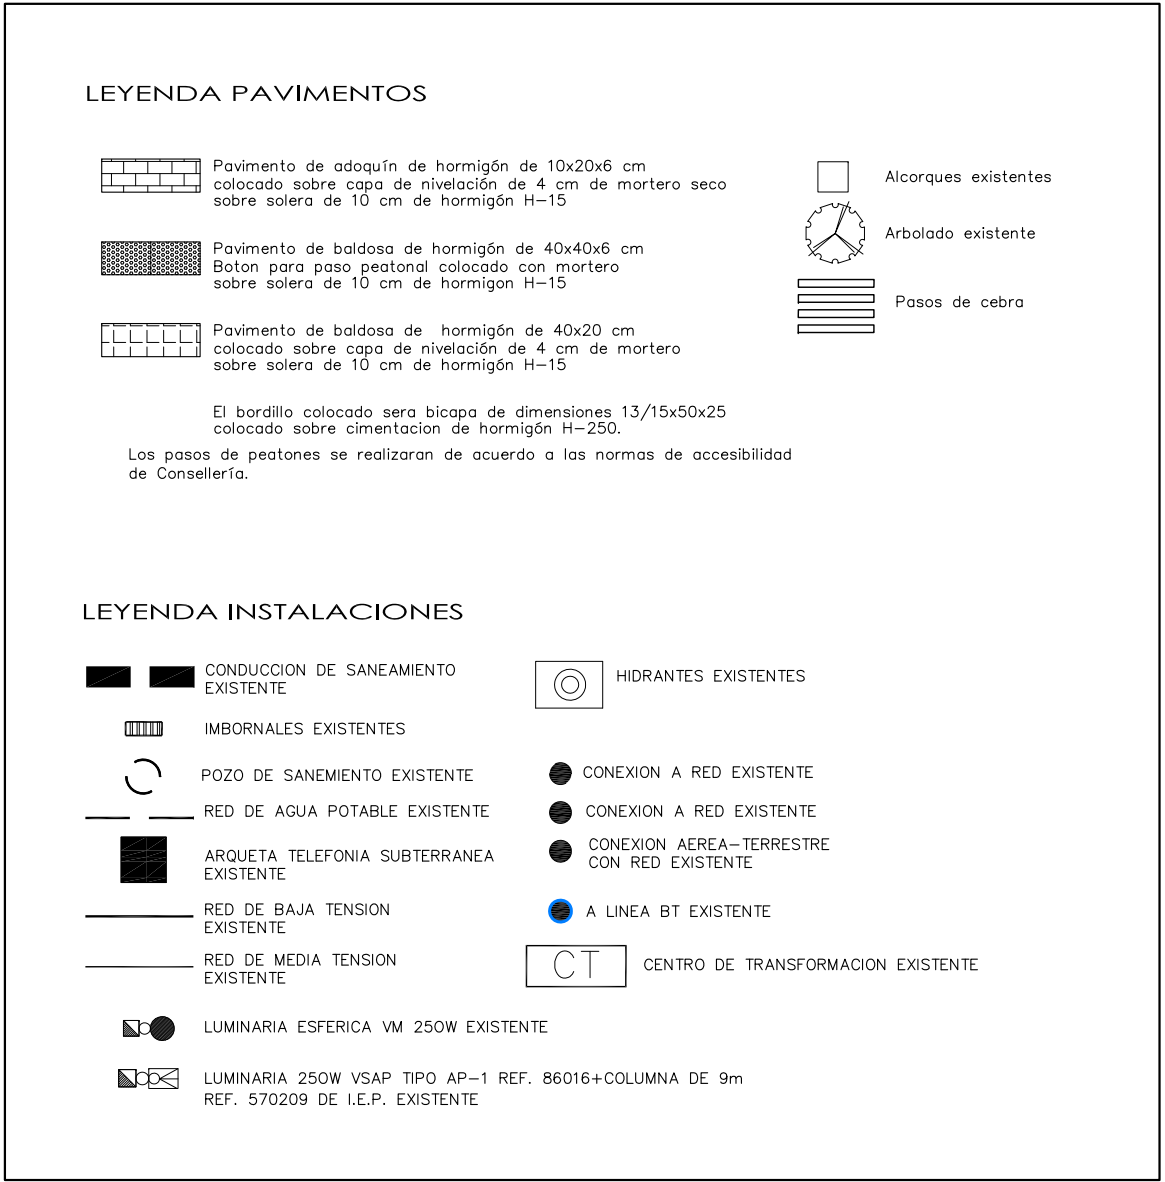 LEYENDA PAVIMENTOS
Pavimento de adoquín de hormigón de 10x20x6 cm
colocado sobre capa de nivelación de 4 cm de mortero seco
sobre solera de 10 cm de hormigón H-15
Pavimento de baldosa de hormigón de 40x40x6 cm
Boton para paso peatonal colocado con mortero
sobre solera de 10 cm de hormigon H-15
Pavimento de baldosa de hormigón de 40x20 cm
colocado sobre capa de nivelación de 4 cm de mortero
sobre solera de 10 cm de hormigón H-15
El bordillo colocado sera bicapa de dimensiones 13/15x50x25
colocado sobre cimentacion de hormigón H-250.
Los pasos de peatones se realizaran de acuerdo a las normas de accesibilidad
de Consellería.
Alcorques existentes
Arbolado existente
Pasos de cebra
LEYENDA INSTALACIONES
CONDUCCION DE SANEAMIENTO
EXISTENTE
IMBORNALES EXISTENTES
POZO DE SANEMIENTO EXISTENTE
RED DE AGUA POTABLE EXISTENTE
ARQUETA TELEFONIA SUBTERRANEA
EXISTENTE
RED DE BAJA TENSION
EXISTENTE
RED DE MEDIA TENSION
EXISTENTE
LUMINARIA ESFERICA VM 250W EXISTENTE
LUMINARIA 250W VSAP TIPO AP-1 REF. 86016+COLUMNA DE 9m
REF. 570209 DE I.E.P. EXISTENTE
HIDRANTES EXISTENTES
CONEXION A RED EXISTENTE
CONEXION A RED EXISTENTE
CONEXION AEREA-TERRESTRE
CON RED EXISTENTE
A LINEA BT EXISTENTE
CT
CENTRO DE TRANSFORMACION EXISTENTE